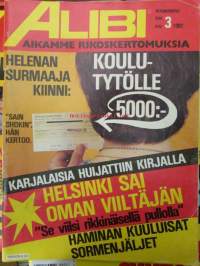 ALIBI
3
AIKAMME RIKOSKERTOMUKSIA
HELENAN
SURMAAJA
KIINNI:
KOULU-
TYTÖLLE
5000:-
"SAIN
SHOKIN",
HÄN
KERTOO.
KARJALAISIA HUIJATTIIN KIRJALLA
HELSINKI SAI
OMAN VIILTÄJÄN
"Se viilsi rikkinäisellä pullolla"
HAMINAN KUULUISAT
SORMENJÄLJET